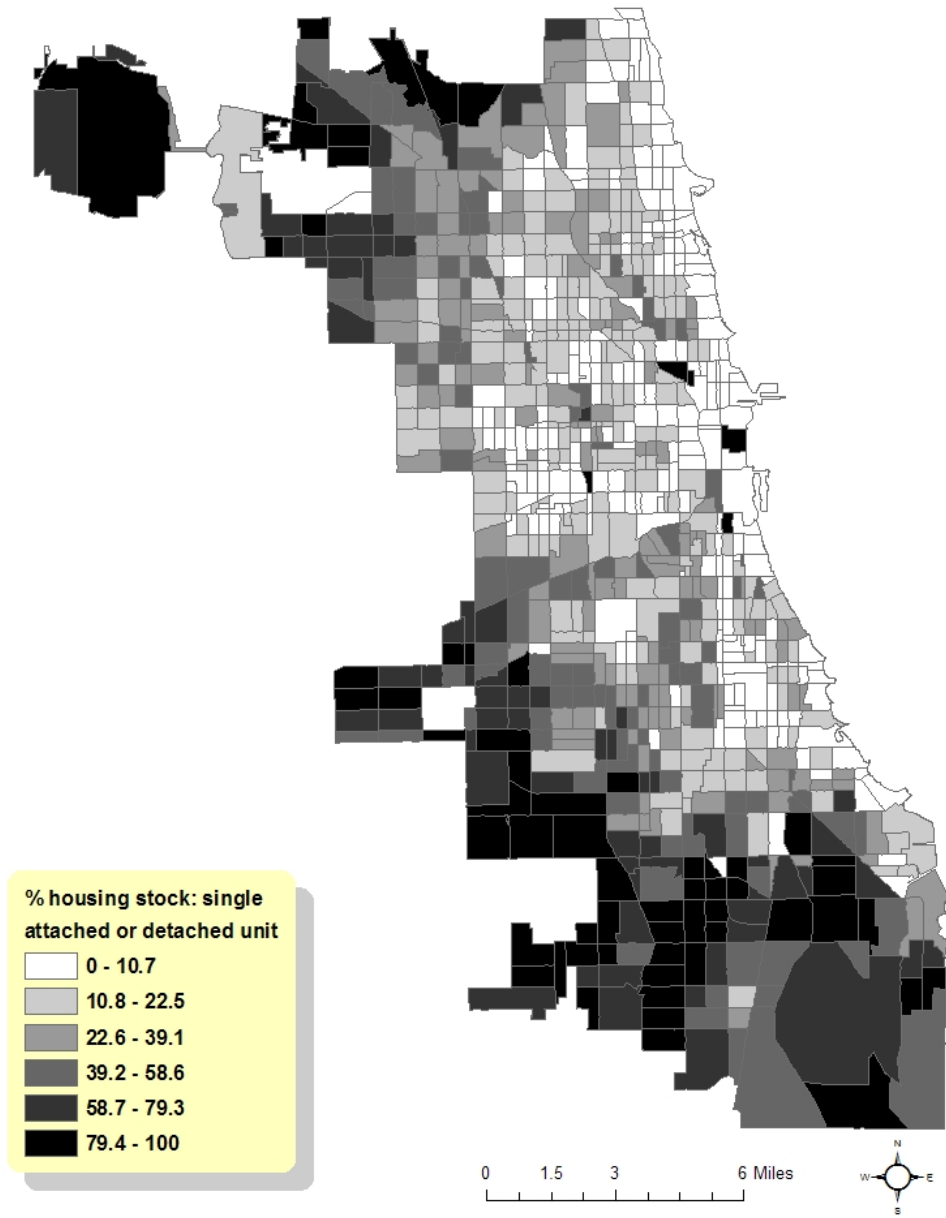 % housing stock: single
attached or detached unit
0 - 10.7
10.8 - 22.5
22.6 - 39.1
39.2 - 58.6
58.7 - 79.3
79.4 - 100
0 1.5 3 6 Miles
N
W E
S